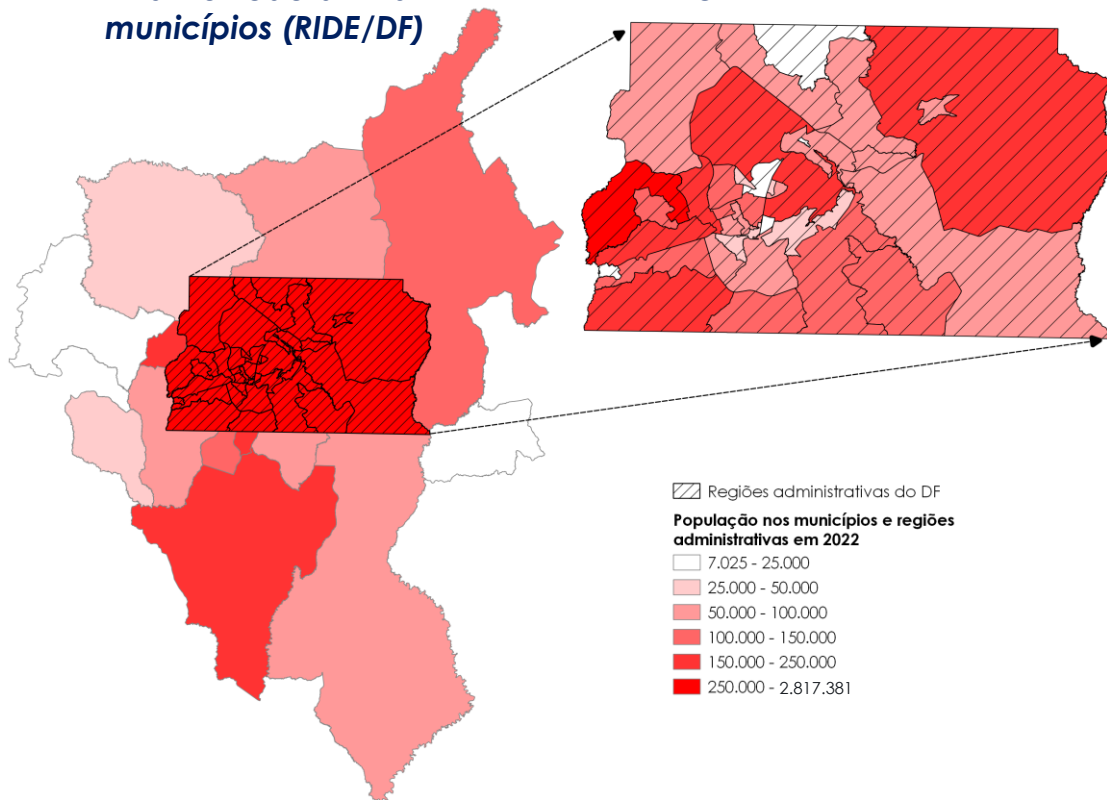 municípios (RIDE/DF)
Regiões administrativas do DF
População nos municípios e regiões
administrativas em 2022
7.025 - 25.000
25.000 - 50.000
50.000 - 100.000
100.000 - 150.000
150.000 - 250.000
250.000 - 2.817.381